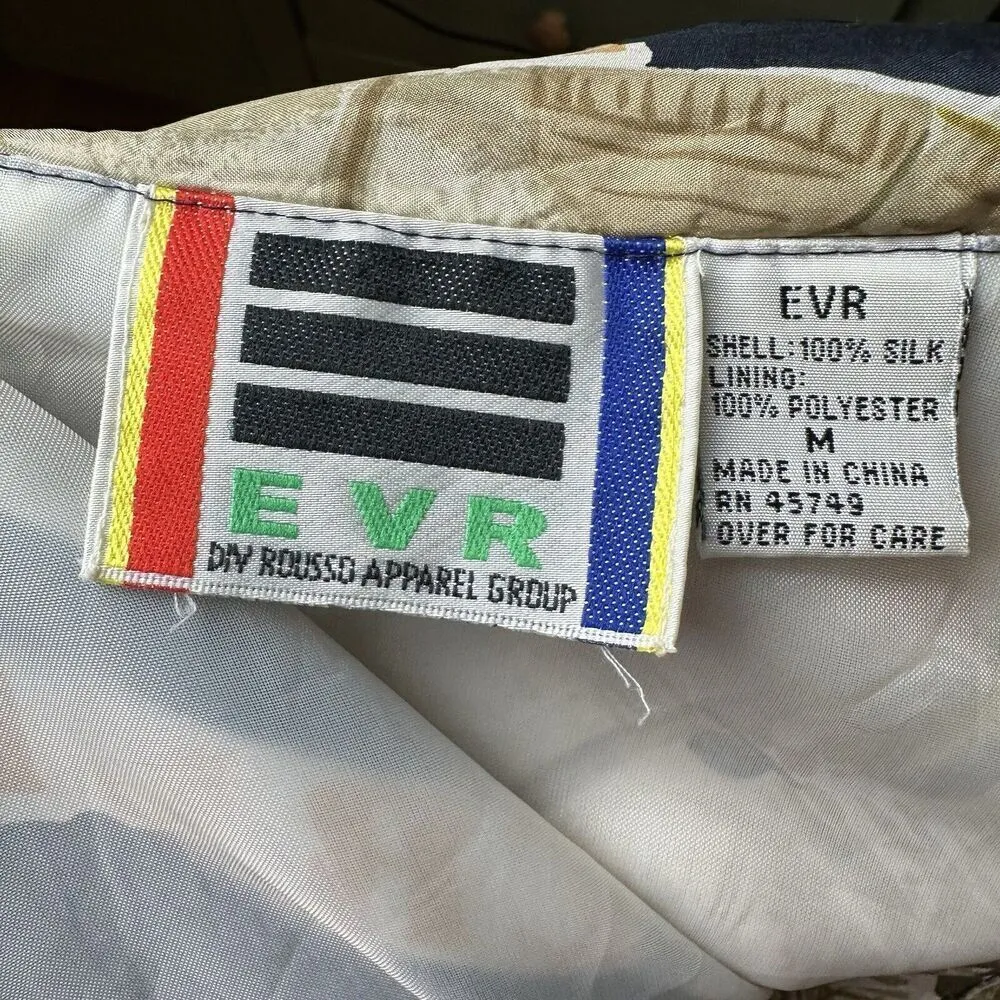 EVR
DIV ROUSSO APPAREL GROUP
EVR
SHELL: 100% SILK
LINING:
100% POLYESTER
M
MADE IN CHINA
RN 45749
OVER FOR CARE